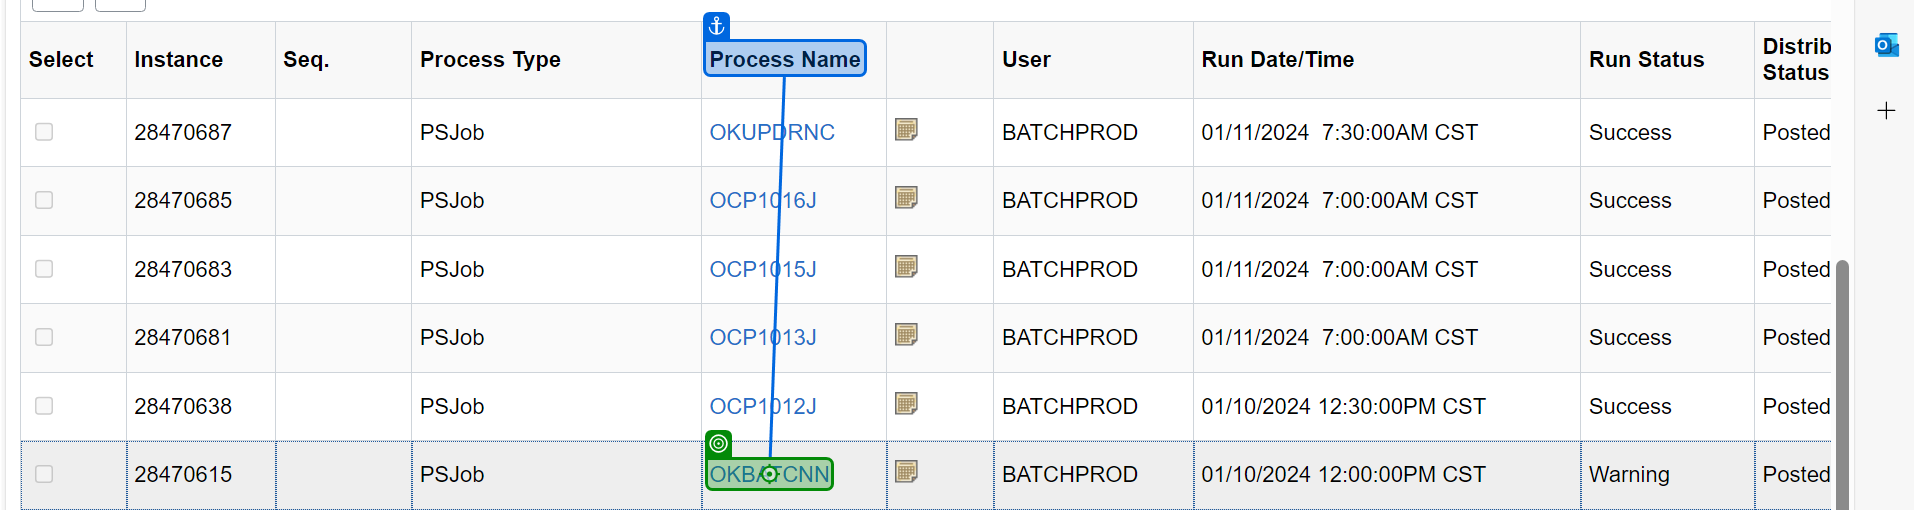 Select Instance Seq. Process Type Process Name User Run Date/Time Run Status Distrib Status
28470687 PSJob OKUPDRNC BATCHPROD 01/11/2024 7:30:00AM CST Success Posted
28470685 PSJob OCP1016J BATCHPROD 01/11/2024 7:00:00AM CST Success Posted
28470683 PSJob OCP1015J BATCHPROD 01/11/2024 7:00:00AM CST Success Posted
28470681 PSJob OCP1013J BATCHPROD 01/11/2024 7:00:00AM CST Success Posted
28470638 PSJob OCP1012J BATCHPROD 01/10/2024 12:30:00PM CST Success Posted
28470615 PSJob OKBATCNN BATCHPROD 01/10/2024 12:00:00PM CST Warning Posted